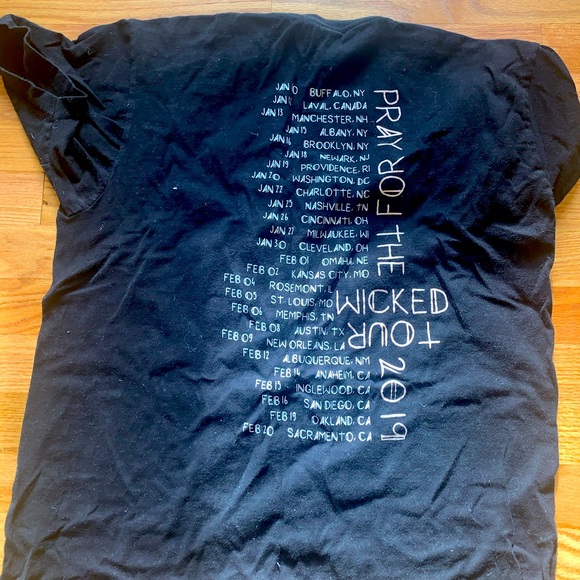 JAN 10 BUFFALO, NY
JAN LAVAL, CANADA
JAN 13 MANCHESTER, NH
JAN 15 ALBANY, NY
JAN 16 BROOKLYN, NY
JAN 18 NEWARK, NJ
JAN 19 PROVIDENCE, RI
JAN 20 WASHINGTON, DC
JAN 22 CHARLOTTE, NC
JAN 25 NASHVILLE, TN
JAN 26 CINCINNATI, OH
JAN 27 MILWAUKEE, WI
JAN 30 CLEVELAND, OH
FEB 01 OMAHA, NE
FEB 02 KANSAS CITY, MO
FEB 04 ROSEMONT, IL
FEB 05 ST. LOUIS, MO
FEB 06 MEMPHIS, TN
FEB 08 AUSTIN, TX
FEB 09 NEW ORLEANS, LA
FEB 12 ALBUQUERQUE, NM
FEB 14 ANAHEIM, CA
FEB 15 INGLEWOOD, CA
FEB 16 SAN DIEGO, CA
FEB 19 OAKLAND, CA
FEB 20 SACRAMENTO, CA
PRAY FOR THE
WICKED
TOUR 2019